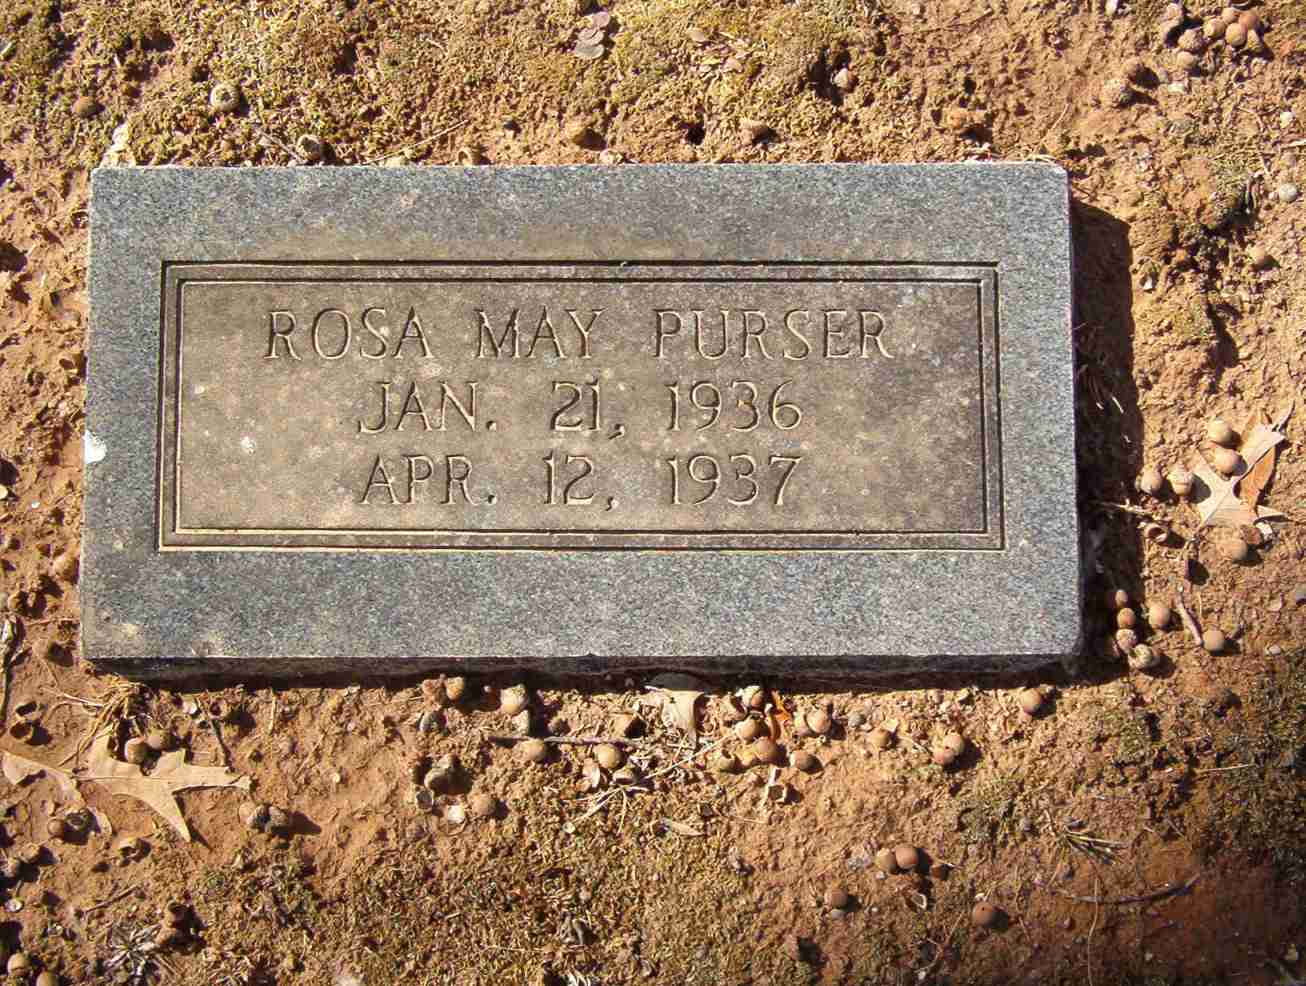 ROSA MAY PURSER
JAN. 21, 1936
APR. 12, 1937